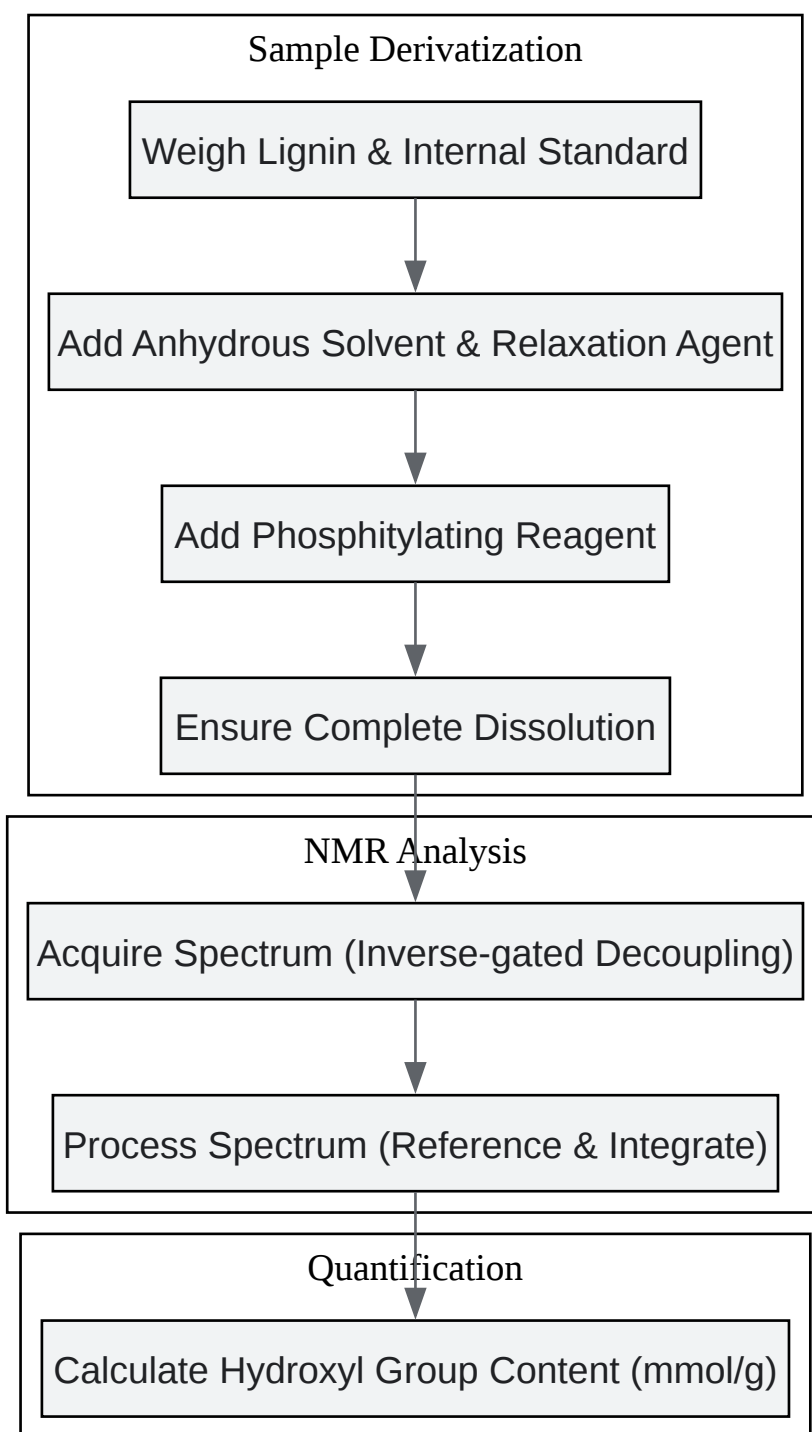 Sample Derivatization
Weigh Lignin & Internal Standard
Add Anhydrous Solvent & Relaxation Agent
Add Phosphitylating Reagent
Ensure Complete Dissolution
NMR Analysis
Acquire Spectrum (Inverse-gated Decoupling)
Process Spectrum (Reference & Integrate)
Quantification
Calculate Hydroxyl Group Content (mmol/g)